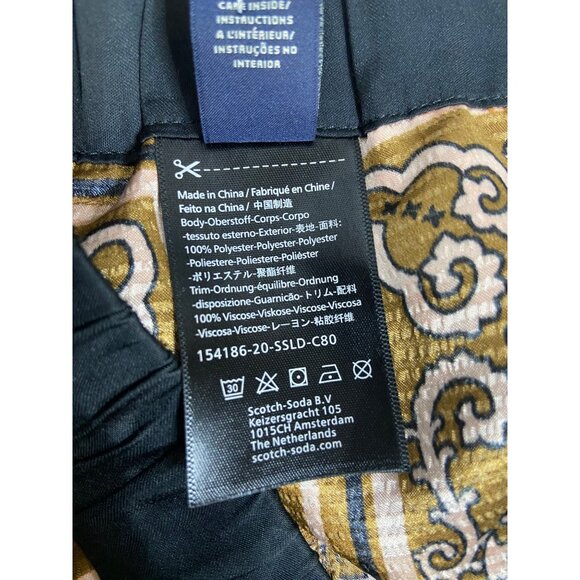 CARE INSIDE/
INSTRUCTIONS
A L'INTÉRIEUR/
INSTRUÇÕES NO
INTERIOR
Made in China / Fabriqué en Chine/
Feito na China / 中国制造
Body-Oberstoff-Corps-Corpo
-tessuto esterno-Exterior-表地-面料:
100% Polyester-Polyester-Polyester
-Poliestere-Poliestere-Polièster
-ポリエステル-聚酯纤维
Trim-Ordnung-équilibre-Ordnung
-disposizione-Guarnicão-トリム-配料:
100% Viscose-Viskose-Viscose-Viscosa
-Viscosa-Viscose-レーヨン-粘胶纤维
154186-20-SSLD-C80
30
Scotch-Soda B.V
Keizersgracht 105
1015CH Amsterdam
The Netherlands
scotch-soda.com